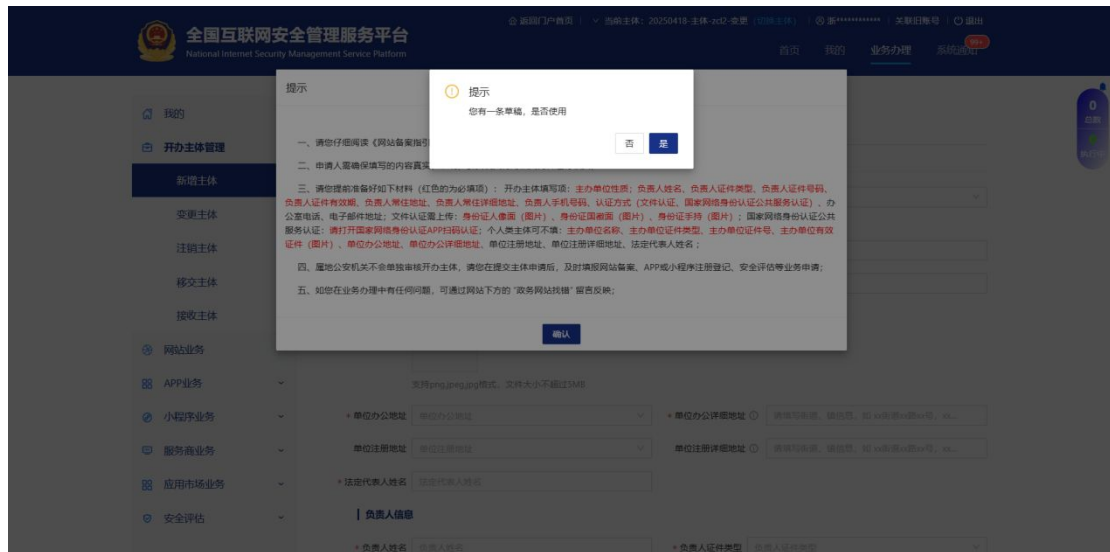 全国互联网安全管理服务平台
National Internet Security Management Service Platform
返回门户首页 当前主体：20250418-主体-zcl2-变更 (切换主体) 浙************ 关联旧账号 退出
首页 我的 业务办理 系统通知 99+
0
总数
执行中
我的
开办主体管理
新增主体
变更主体
注销主体
移交主体
接收主体
网站业务
APP业务
小程序业务
服务商业务
应用市场业务
安全评估
提示
提示
您有一条草稿，是否使用
否 是
一、请您仔细阅读《网站备案指引
二、申请人需确保填写的内容真实
三、请您提前准备好如下材料（红色的为必填项）：开办主体填写项：主办单位性质；负责人姓名、负责人证件类型、负责人证件号码、
负责人证件有效期、负责人常住地址、负责人常住详细地址、负责人手机号码、认证方式（文件认证、国家网络身份认证公共服务认证）、办
公室电话、电子邮件地址；文件认证需上传：身份证人像面（图片）、身份证国徽面（图片）、身份证手持（图片）；国家网络身份认证公共
服务认证：请打开国家网络身份认证APP扫码认证；个人类主体可不填：主办单位名称、主办单位证件类型、主办单位证件号、主办单位有效
证件（图片）、单位办公地址、单位办公详细地址、单位注册地址、单位注册详细地址、法定代表人姓名；
四、属地公安机关不会单独审核开办主体，请您在提交主体申请后，及时填报网站备案、APP或小程序注册登记、安全评估等业务申请；
五、如您在业务办理中有任何问题，可通过网站下方的“政务网站找错”留言反映；
确认
支持png,jpeg,jpg格式，文件大小不超过5MB
* 单位办公地址 单位办公地址 * 单位办公详细地址
单位注册地址 单位注册地址 单位注册详细地址
* 法定代表人姓名 法定代表人姓名
负责人信息
* 负责人姓名 负责人姓名 * 负责人证件类型 负责人证件类型